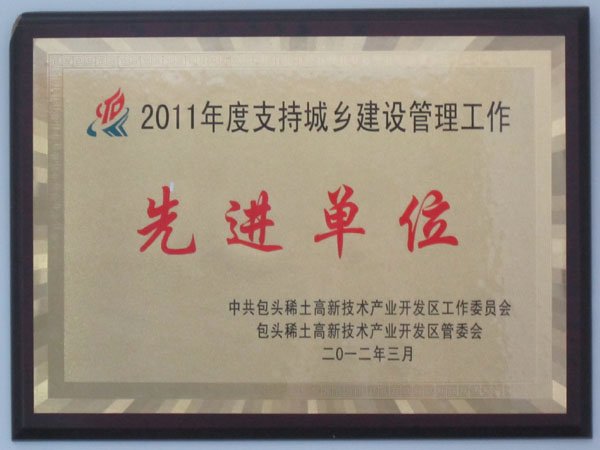 2011年度支持城乡建设管理工作
先进单位
中共包头稀土高新技术产业开发区工作委员会
包头稀土高新技术产业开发区管委会
二〇一二年三月